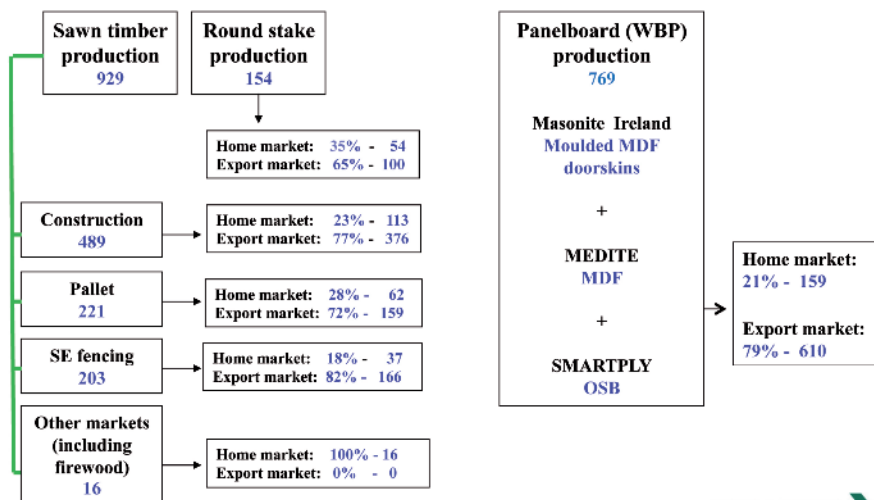 Sawn timber
production
929
Round stake
production
154
Home market: 35% - 54
Export market: 65% - 100
Construction
489
Home market: 23% - 113
Export market: 77% - 376
Pallet
221
Home market: 28% - 62
Export market: 72% - 159
SE fencing
203
Home market: 18% - 37
Export market: 82% - 166
Other markets
(including
firewood)
16
Home market: 100% - 16
Export market: 0% - 0
Panelboard (WBP)
production
769
Masonite Ireland
Moulded MDF
doorskins
+
MEDITE
MDF
+
SMARTPLY
OSB
Home market:
21% - 159
Export market:
79% - 610